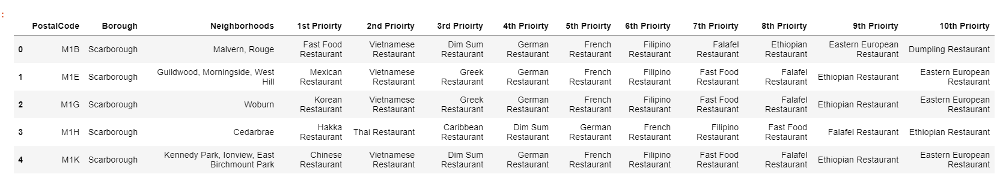 :
PostalCode Borough Neighborhoods 1st Prioirty 2nd Prioirty 3rd Prioirty 4th Prioirty 5th Prioirty 6th Prioirty 7th Prioirty 8th Prioirty 9th Prioirty 10th Prioirty
0 M1B Scarborough Malvern, Rouge Fast Food Restaurant Vietnamese Restaurant Dim Sum Restaurant German Restaurant French Restaurant Filipino Restaurant Falafel Restaurant Ethiopian Restaurant Eastern European Restaurant Dumpling Restaurant
1 M1E Scarborough Guildwood, Morningside, West Hill Mexican Restaurant Vietnamese Restaurant Greek Restaurant German Restaurant French Restaurant Filipino Restaurant Fast Food Restaurant Falafel Restaurant Ethiopian Restaurant Eastern European Restaurant
2 M1G Scarborough Woburn Korean Restaurant Vietnamese Restaurant Greek Restaurant German Restaurant French Restaurant Filipino Restaurant Fast Food Restaurant Falafel Restaurant Ethiopian Restaurant Eastern European Restaurant
3 M1H Scarborough Cedarbrae Hakka Restaurant Thai Restaurant Caribbean Restaurant Dim Sum Restaurant German Restaurant French Restaurant Filipino Restaurant Fast Food Restaurant Falafel Restaurant Ethiopian Restaurant
4 M1K Scarborough Kennedy Park, Ionview, East Birchmount Park Chinese Restaurant Vietnamese Restaurant Dim Sum Restaurant German Restaurant French Restaurant Filipino Restaurant Fast Food Restaurant Falafel Restaurant Ethiopian Restaurant Eastern European Restaurant